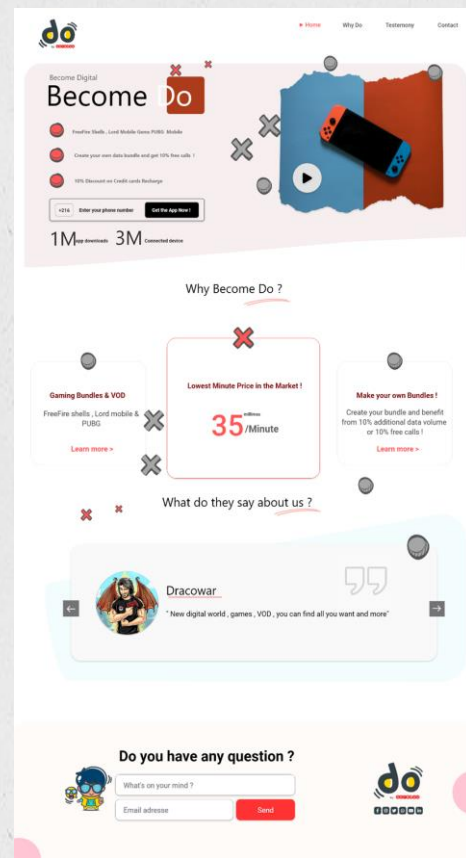 do
Home Why Do Testemony Contact
Become Digital
Become Do
FreeFire Shells , Lord Mobile Gems PUBG Mobile
Create your own data bundle and get 10% free calls !
10% Discount on Credit cards Recharge
+216 Enter your phone number Get the App Now !
1M app downloads 3M Connected device
Why Become Do ?
Gaming Bundles & VOD
FreeFire shells , Lord mobile &
PUBG
Learn more >
Lowest Minute Price in the Market !
35 millimes /Minute
Make your own Bundles !
Create your bundle and benefit
from 10% additional data volume
or 10% free calls !
Learn more >
What do they say about us ?
Dracowar
" New digital world , games , VOD , you can find all you want and more"
Do you have any question ?
What's on your mind ?
Email adresse Send
do